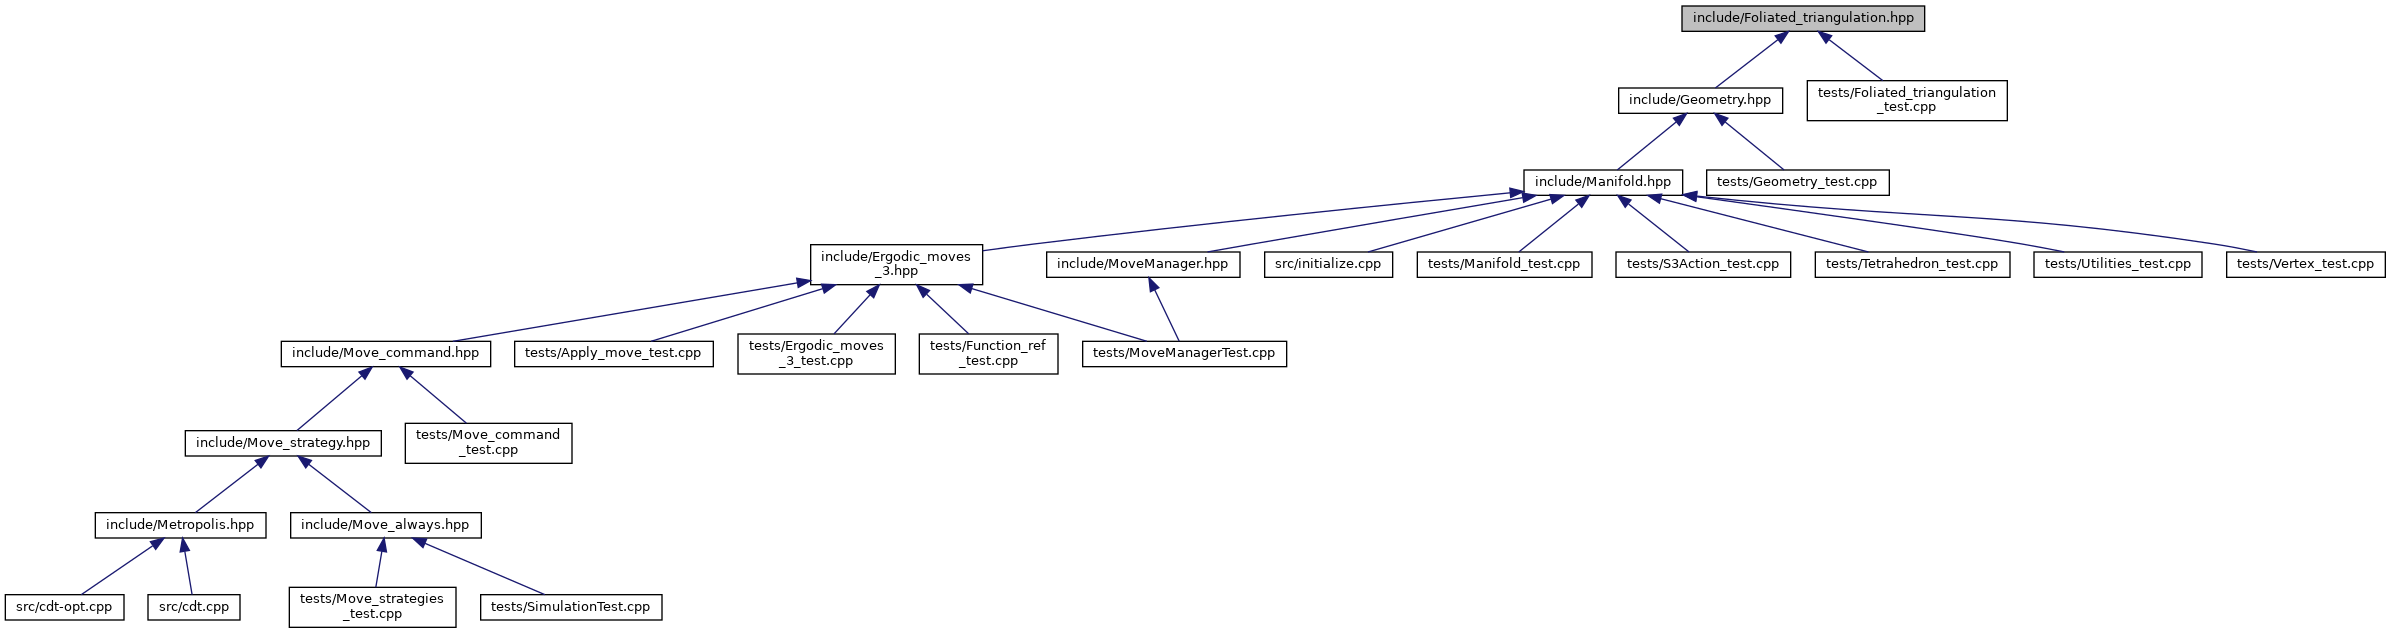 include/Foliated_triangulation.hpp
include/Geometry.hpp
tests/Foliated_triangulation
_test.cpp
include/Manifold.hpp
tests/Geometry_test.cpp
include/Ergodic_moves
_3.hpp
include/MoveManager.hpp
src/initialize.cpp
tests/Manifold_test.cpp
tests/S3Action_test.cpp
tests/Tetrahedron_test.cpp
tests/Utilities_test.cpp
tests/Vertex_test.cpp
include/Move_command.hpp
tests/Apply_move_test.cpp
tests/Ergodic_moves
_3_test.cpp
tests/Function_ref
_test.cpp
tests/MoveManagerTest.cpp
include/Move_strategy.hpp
tests/Move_command
_test.cpp
include/Metropolis.hpp
include/Move_always.hpp
src/cdt-opt.cpp
src/cdt.cpp
tests/Move_strategies
_test.cpp
tests/SimulationTest.cpp